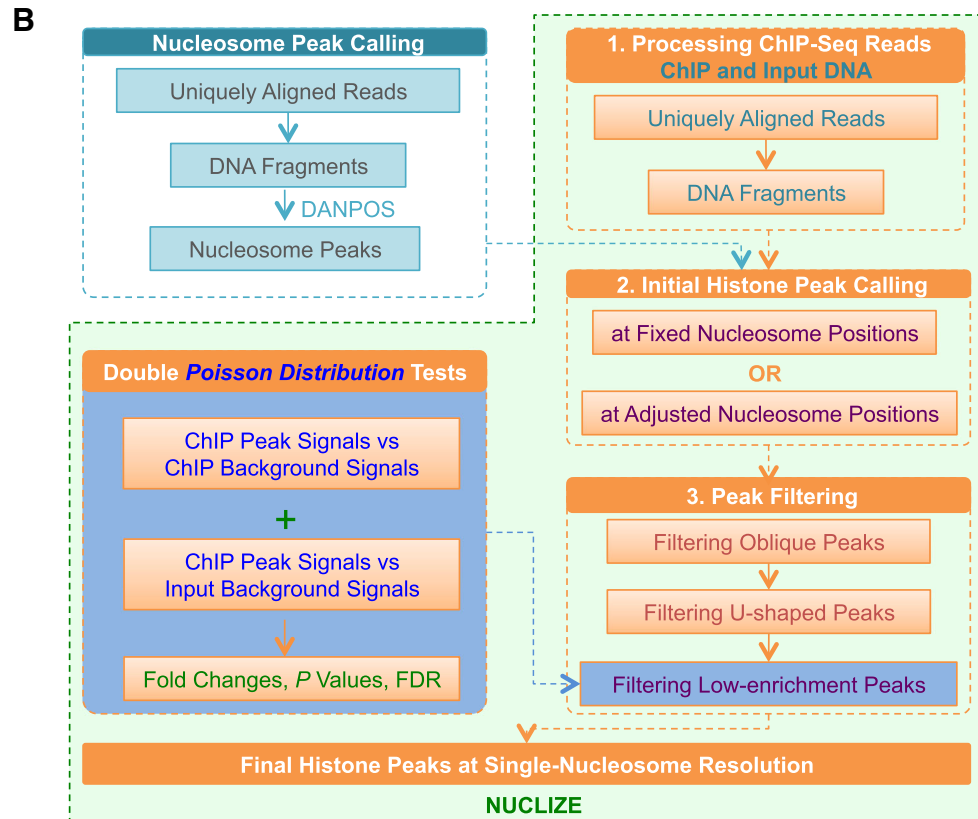 B
Nucleosome Peak Calling
Uniquely Aligned Reads
DNA Fragments
DANPOS
Nucleosome Peaks
1. Processing ChIP-Seq Reads
ChIP and Input DNA
Uniquely Aligned Reads
DNA Fragments
2. Initial Histone Peak Calling
at Fixed Nucleosome Positions
OR
at Adjusted Nucleosome Positions
Double Poisson Distribution Tests
ChIP Peak Signals vs
ChIP Background Signals
+
ChIP Peak Signals vs
Input Background Signals
Fold Changes, P Values, FDR
3. Peak Filtering
Filtering Oblique Peaks
Filtering U-shaped Peaks
Filtering Low-enrichment Peaks
Final Histone Peaks at Single-Nucleosome Resolution
NUCLIZE